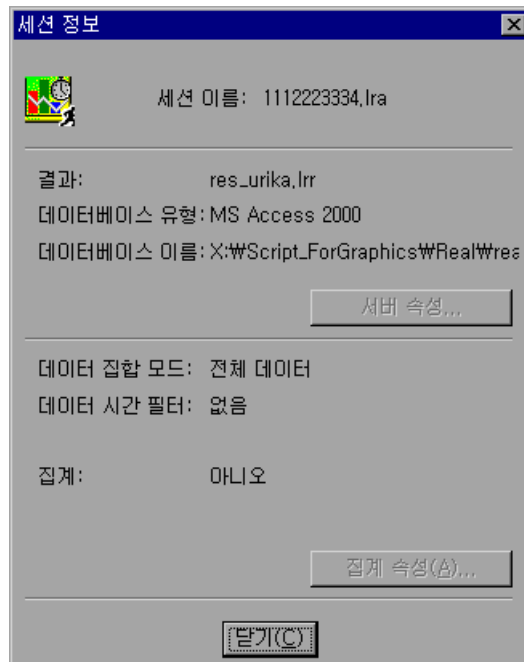 세션 정보
세션 이름: 1112223334.lra
결과: res_urika.lrr
데이터베이스 유형: MS Access 2000
데이터베이스 이름: X:₩Script_ForGraphics₩Real₩rea
서버 속성...
데이터 집합 모드: 전체 데이터
데이터 시간 필터: 없음
집계: 아니오
집계 속성(A)...
닫기(C)